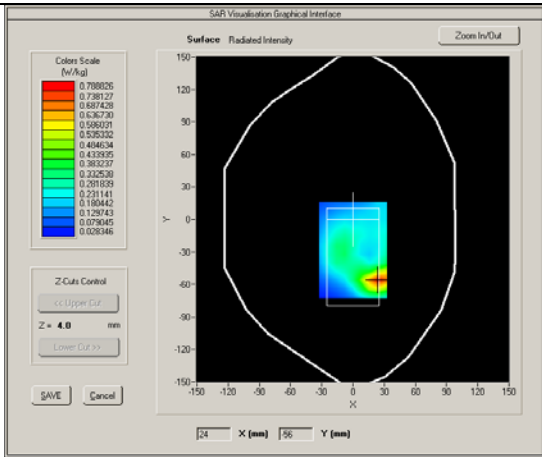 SAR Visualisation Graphical Interface
Surface Radiated Intensity
Zoom In/Out
Colors Scale
(W/kg)
0.788826
0.738127
0.687428
0.636730
0.586031
0.535332
0.484634
0.433935
0.383237
0.332538
0.281839
0.231141
0.180442
0.129743
0.079045
0.028346
Z-Cuts Control
<< Upper Cut
Z = 4.0 mm
Lower Cut >>
SAVE Cancel
150
120
90
60
30
0
-30
-60
-90
-120
-150
Y
-150 -120 -90 -60 -30 0 30 60 90 120 150
X
24 X (mm) -56 Y (mm)